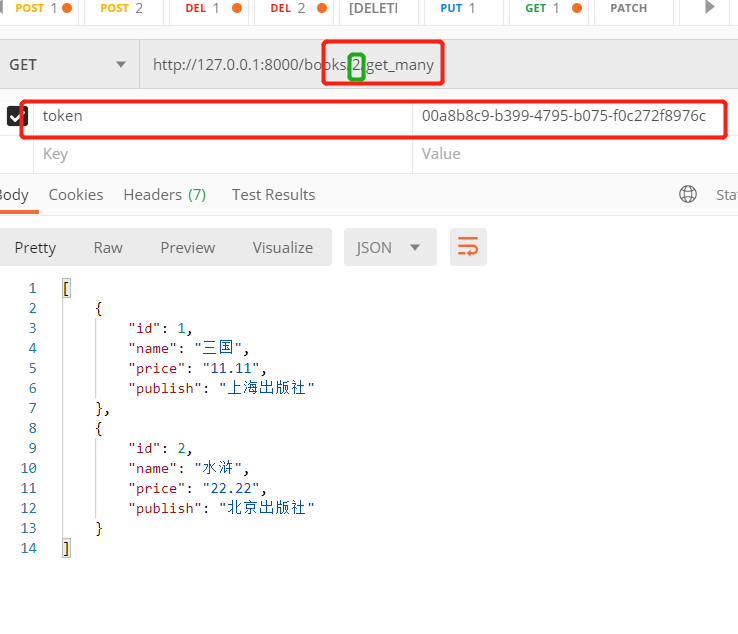 POST 1 POST 2 DEL 1 DEL 2 [DELETI PUT 1 GET 1 PATCH
GET http://127.0.0.1:8000/books/2/get_many
token 00a8b8c9-b399-4795-b075-f0c272f8976c
Key Value
Body Cookies Headers (7) Test Results Sta
Pretty Raw Preview Visualize JSON
1 [
2 {
3 "id": 1,
4 "name": "三国",
5 "price": "11.11",
6 "publish": "上海出版社"
7 },
8 {
9 "id": 2,
10 "name": "水浒",
11 "price": "22.22",
12 "publish": "北京出版社"
13 }
14 ]